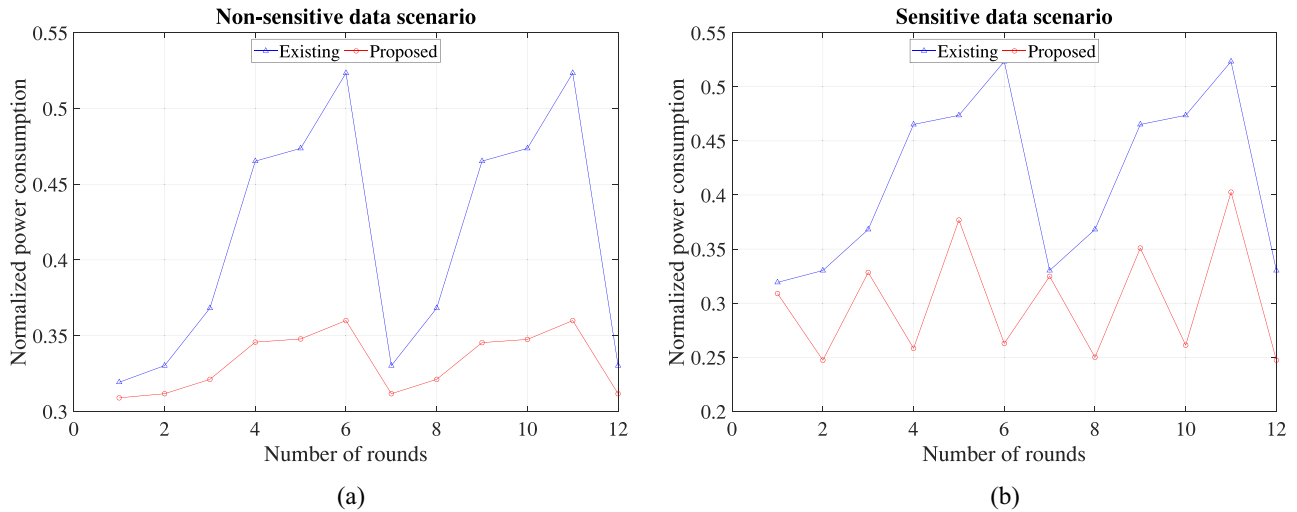 Non-sensitive data scenario
Existing Proposed
Normalized power consumption
0.55
0.5
0.45
0.4
0.35
0.3
0 2 4 6 8 10 12
Number of rounds
(a)
Sensitive data scenario
Existing Proposed
Normalized power consumption
0.55
0.5
0.45
0.4
0.35
0.3
0.25
0.2
0 2 4 6 8 10 12
Number of rounds
(b)